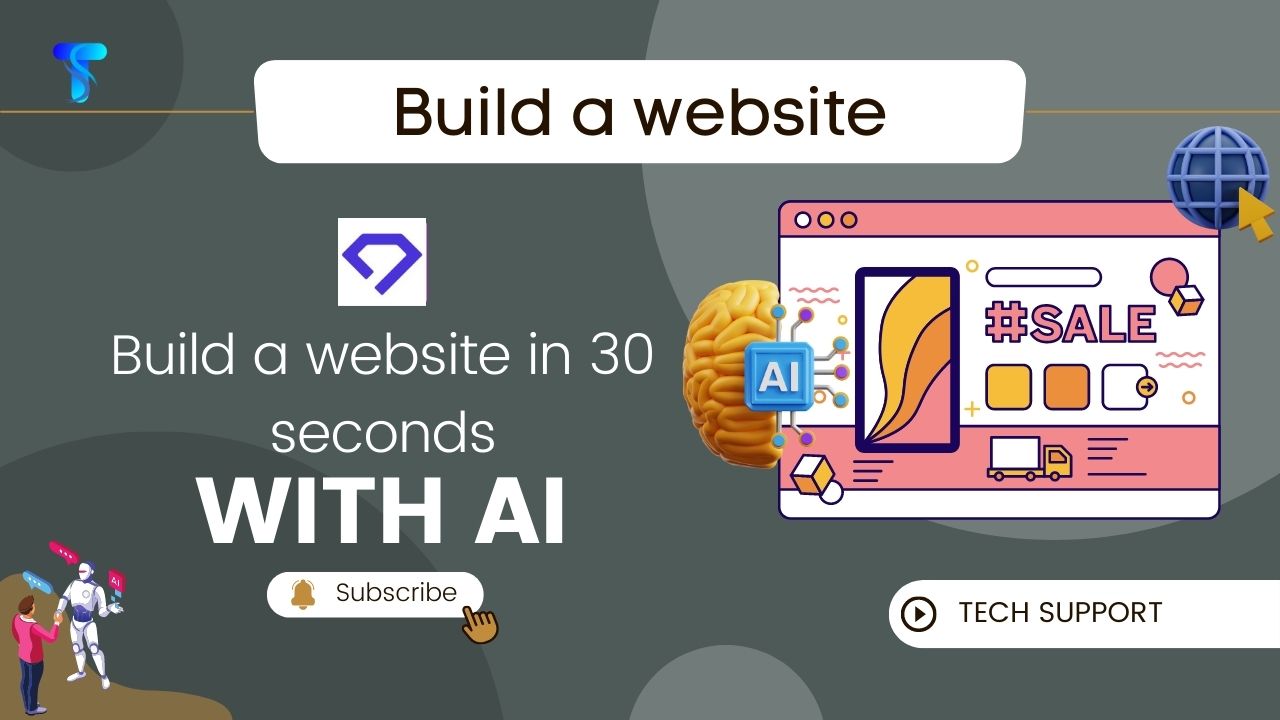 Build a website
Build a website in 30
seconds
WITH AI
Subscribe
AI
#SALE
AI
TECH SUPPORT